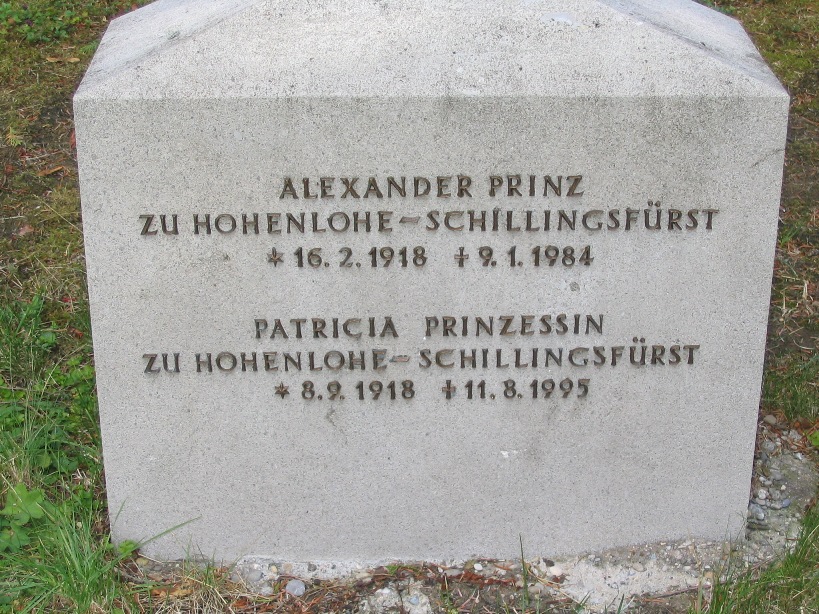 ALEXANDER PRINZ
ZU HOHENLOHE-SCHILLINGSFÜRST
* 16. 2. 1918 † 9. 1. 1984
PATRICIA PRINZESSIN
ZU HOHENLOHE-SCHILLINGSFÜRST
* 8. 9. 1918 † 11. 8. 1995